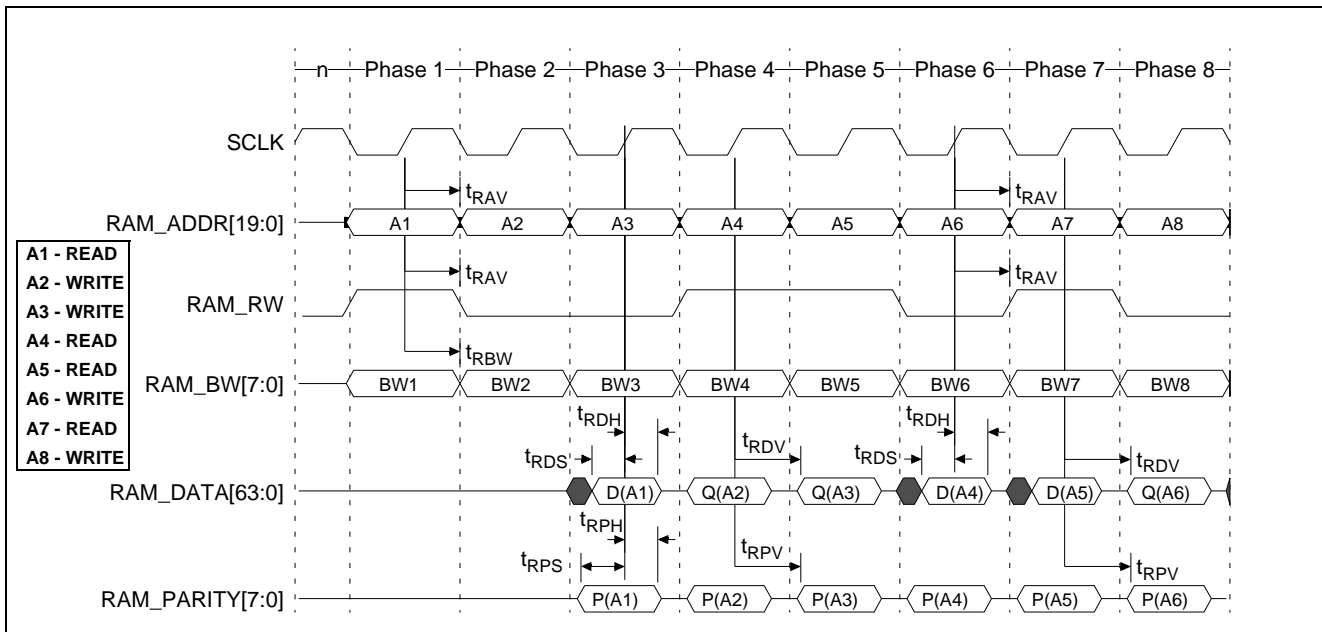 n Phase 1 Phase 2 Phase 3 Phase 4 Phase 5 Phase 6 Phase 7 Phase 8
SCLK
tRAV tRAV
RAM_ADDR[19:0] A1 A2 A3 A4 A5 A6 A7 A8
A1 - READ
A2 - WRITE
A3 - WRITE
A4 - READ
A5 - READ
A6 - WRITE
A7 - READ
A8 - WRITE
tRAV tRAV
RAM_RW
tRBW
RAM_BW[7:0] BW1 BW2 BW3 BW4 BW5 BW6 BW7 BW8
tRDH tRDH
tRDS tRDV tRDS tRDV
RAM_DATA[63:0] D(A1) Q(A2) Q(A3) D(A4) D(A5) Q(A6)
tRPH
tRPS tRPV tRPV
RAM_PARITY[7:0] P(A1) P(A2) P(A3) P(A4) P(A5) P(A6)